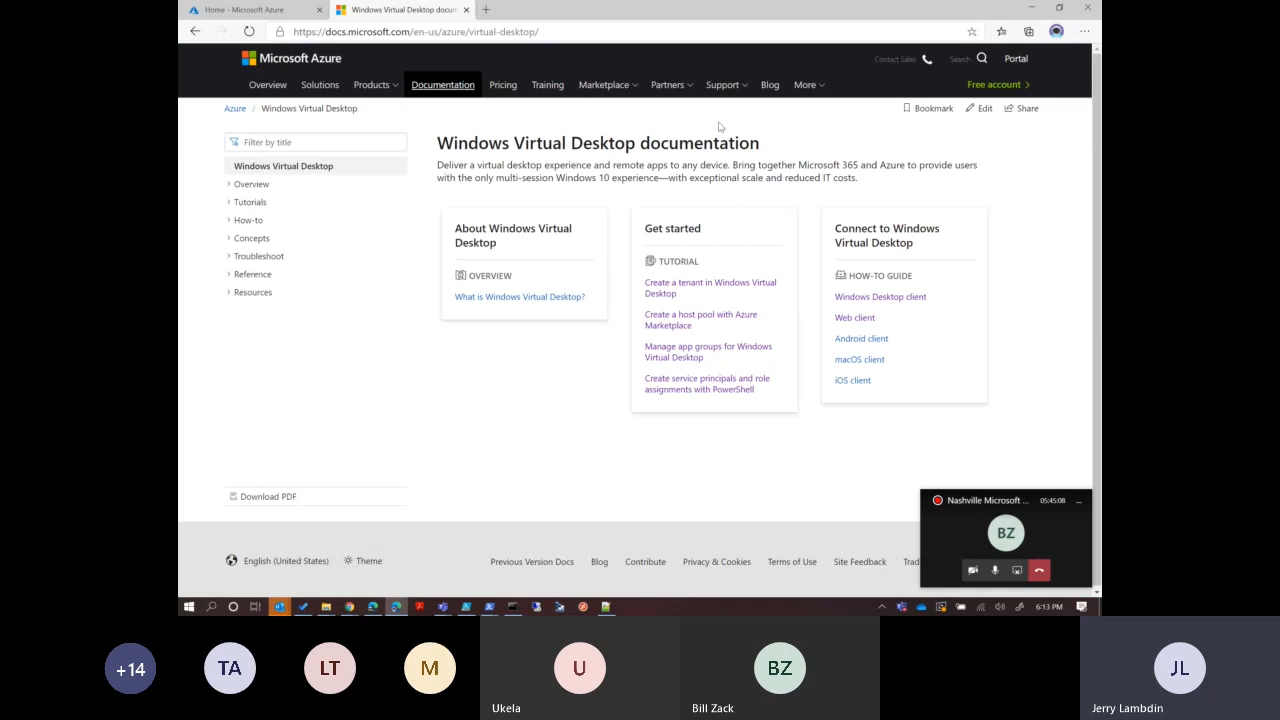 Home - Microsoft Azure
Windows Virtual Desktop docum
https://docs.microsoft.com/en-us/azure/virtual-desktop/
Microsoft Azure
Contact Sales
Search
Portal
Overview Solutions Products Documentation Pricing Training Marketplace Partners Support Blog More Free account
Azure / Windows Virtual Desktop
Bookmark Edit Share
Filter by title
Windows Virtual Desktop
Overview
Tutorials
How-to
Concepts
Troubleshoot
Reference
Resources
Download PDF
Windows Virtual Desktop documentation
Deliver a virtual desktop experience and remote apps to any device. Bring together Microsoft 365 and Azure to provide users
with the only multi-session Windows 10 experience—with exceptional scale and reduced IT costs.
About Windows Virtual
Desktop
OVERVIEW
What is Windows Virtual Desktop?
Get started
TUTORIAL
Create a tenant in Windows Virtual
Desktop
Create a host pool with Azure
Marketplace
Manage app groups for Windows
Virtual Desktop
Create service principals and role
assignments with PowerShell
Connect to Windows
Virtual Desktop
HOW-TO GUIDE
Windows Desktop client
Web client
Android client
macOS client
iOS client
Nashville Microsoft ... 05:45:08
BZ
English (United States) Theme
Previous Version Docs Blog Contribute Privacy & Cookies Terms of Use Site Feedback Trad
6:13 PM
+14
TA
LT
M
U
BZ
JL
Ukela
Bill Zack
Jerry Lambdin